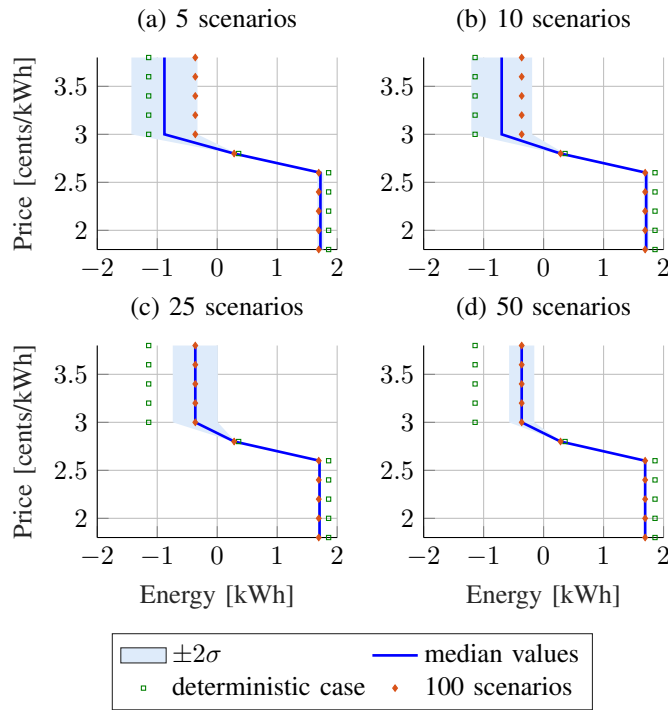 (a) 5 scenarios
(b) 10 scenarios
Price [cents/kWh]
3.5
3
2.5
2
−2 −1 0 1 2
3.5
3
2.5
2
−2 −1 0 1 2
(c) 25 scenarios
(d) 50 scenarios
Price [cents/kWh]
3.5
3
2.5
2
−2 −1 0 1 2
Energy [kWh]
3.5
3
2.5
2
−2 −1 0 1 2
Energy [kWh]
±2σ
median values
deterministic case
100 scenarios